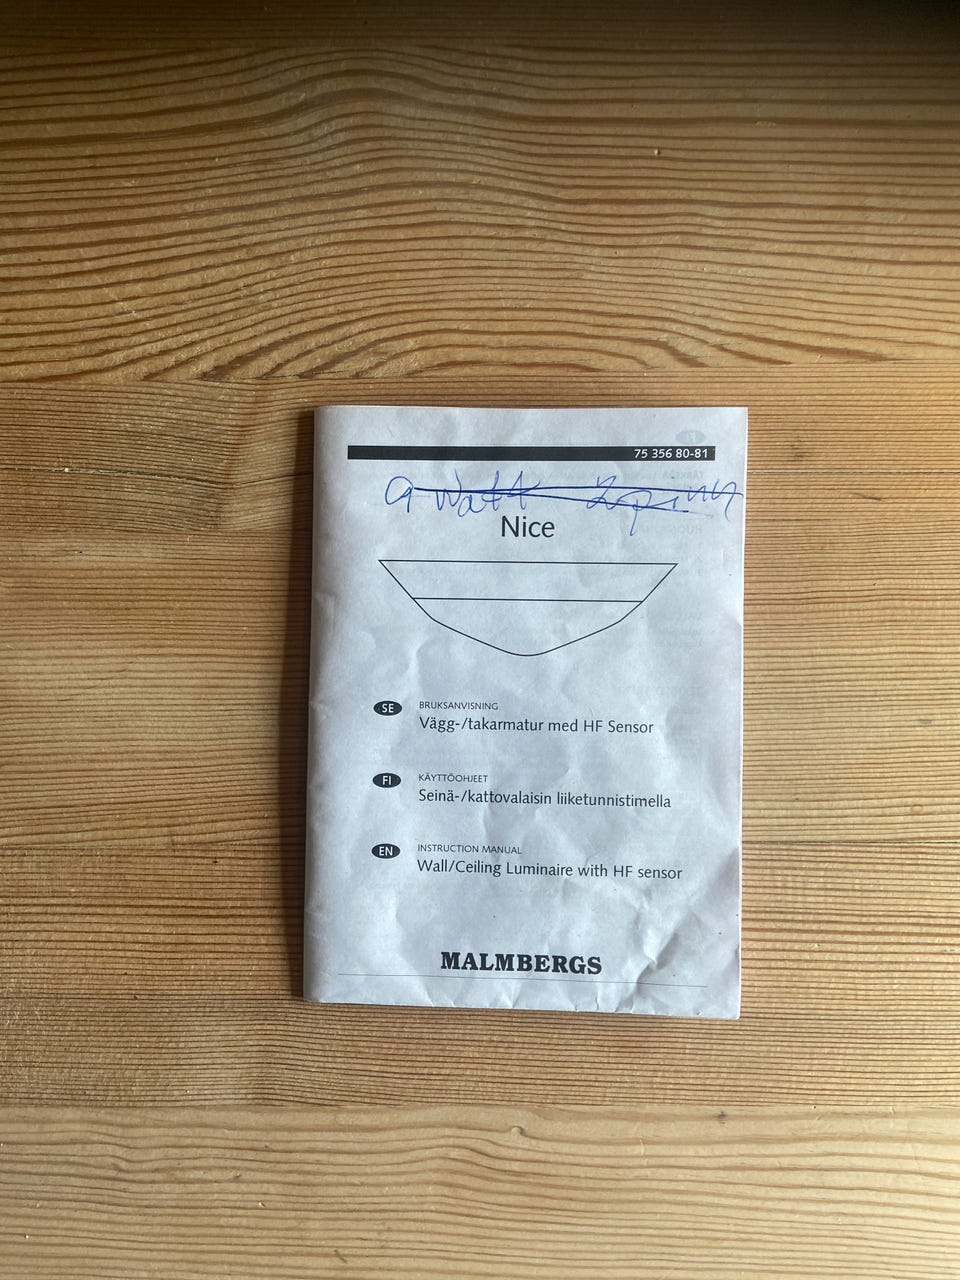 75 356 80-81
9 Watt
Nice
SE
BRUKSANVISNING
Vägg-/takarmatur med HF Sensor
FI
KÄYTTÖOHJEET
Seinä-/kattovalaisin liiketunnistimella
EN
INSTRUCTION MANUAL
Wall/Ceiling Luminaire with HF sensor
MALMBERGS